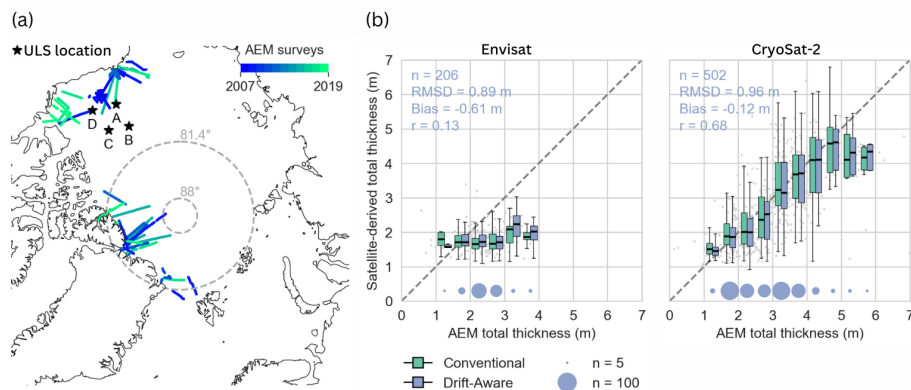 (a)
★ULS location
AEM surveys
2007
2019
D
A
C
B
81.4°
88°
(b)
Envisat
CryoSat-2
n = 206
RMSD = 0.89 m
Bias = -0.61 m
r = 0.13
n = 502
RMSD = 0.96 m
Bias = -0.12 m
r = 0.68
Satellite-derived total thickness (m)
7
6
5
4
3
2
1
0
0 1 2 3 4 5 6 7
0 1 2 3 4 5 6 7
AEM total thickness (m)
AEM total thickness (m)
Conventional
Drift-Aware
n = 5
n = 100